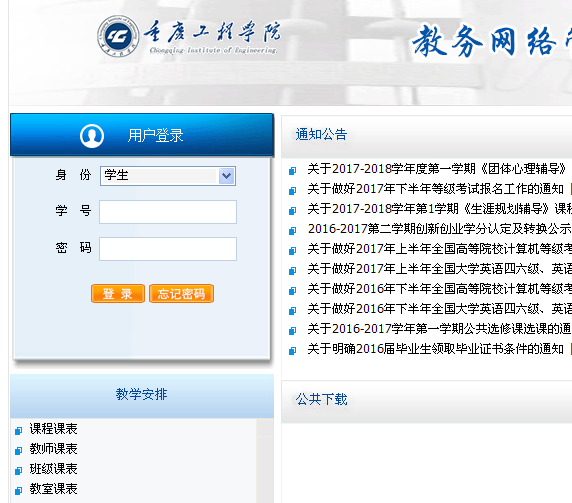 重庆工程学院
Chongqing Institute of Engineering.
教务网络
用户登录
身 份 学生
学 号
密 码
登 录 忘记密码
教学安排
课程课表
教师课表
班级课表
教室课表
通知公告
关于2017-2018学年度第一学期《团体心理辅导》
关于做好2017年下半年等级考试报名工作的通知
关于2017-2018学年第1学期《生涯规划辅导》课程
2016-2017第二学期创新创业学分认定及转换公示
关于做好2017年上半年全国高等院校计算机等级考
关于做好2017年上半年全国大学英语四六级、英语
关于做好2016年下半年全国高等院校计算机等级考
关于做好2016年下半年全国大学英语四六级、英语
关于2016-2017学年第一学期公共选修课选课的通
关于明确2016届毕业生领取毕业证书条件的通知
公共下载